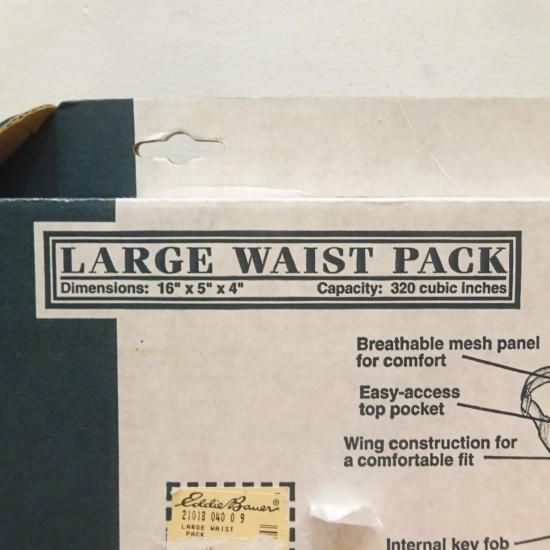 LARGE WAIST PACK
Dimensions: 16" x 5" x 4" Capacity: 320 cubic inches
Breathable mesh panel
for comfort
Easy-access
top pocket
Wing construction for
a comfortable fit
Eddie Bauer®
21018 040 0 9
LARGE WAIST
PACK
Internal key fob